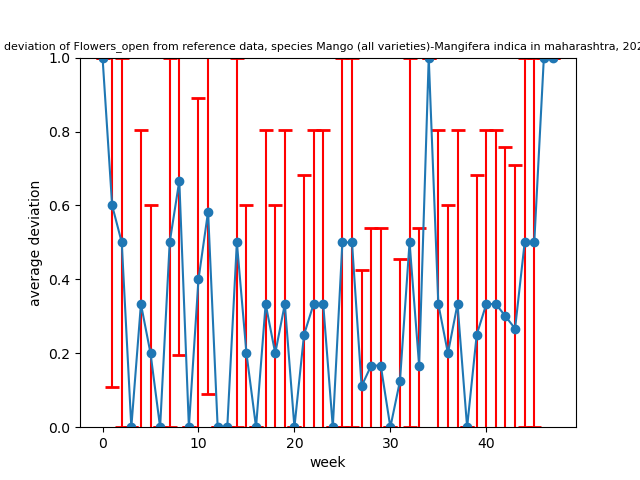 deviation of Flowers_open from reference data, species Mango (all varieties)-Mangifera indica in maharashtra, 202
1.0
0.8
0.6
0.4
0.2
0.0
average deviation
0 10 20 30 40
week